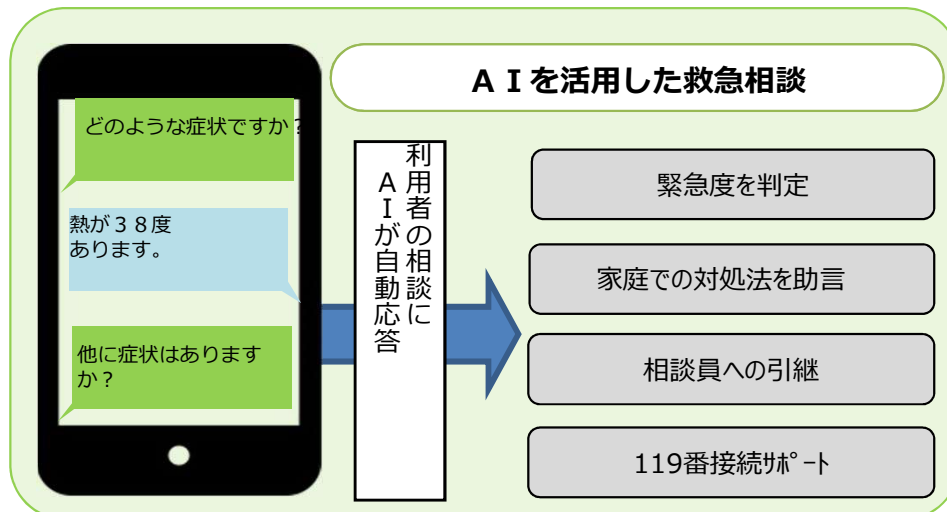 AIを活用した救急相談
どのような症状ですか？
熱が３８度
あります。
他に症状はあります
か？
利用者の相談に
AIが自動応答
緊急度を判定
家庭での対処法を助言
相談員への引継
119番接続ｻﾎﾟｰﾄ